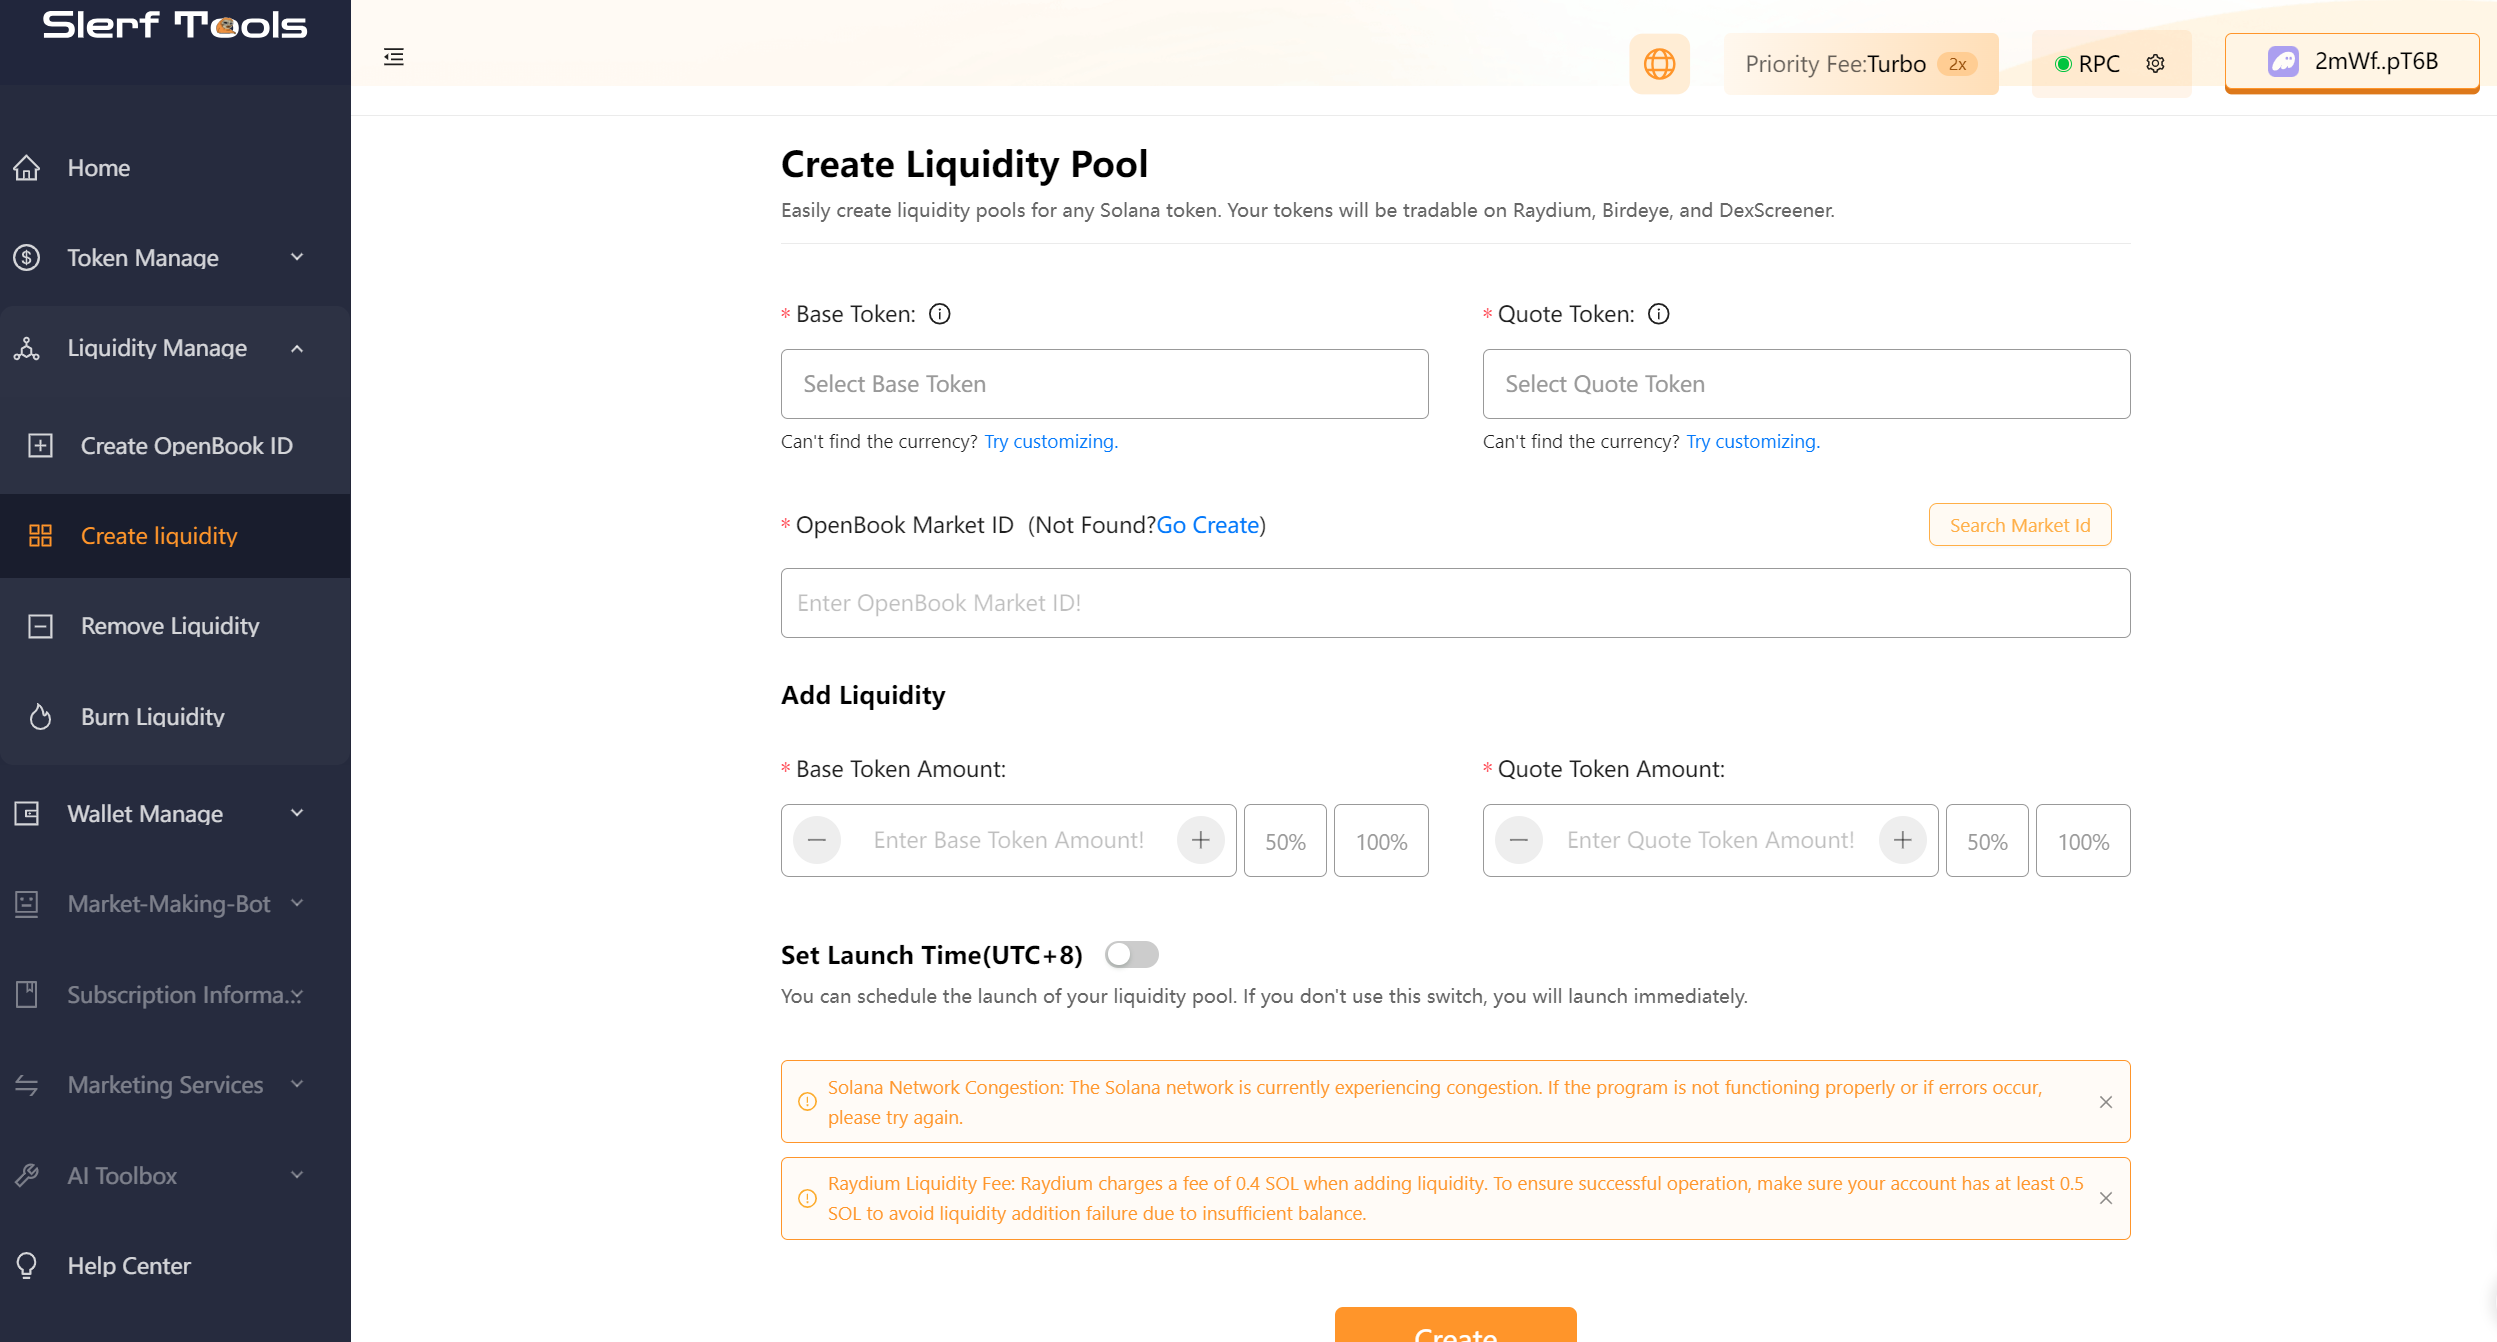 Slerf Tools
Home
Token Manage
Liquidity Manage
Create OpenBook ID
Create liquidity
Remove Liquidity
Burn Liquidity
Wallet Manage
Market-Making-Bot
Subscription Informa...
Marketing Services
AI Toolbox
Help Center
Priority Fee:Turbo 2x
RPC
2mWf..pT6B
Create Liquidity Pool
Easily create liquidity pools for any Solana token. Your tokens will be tradable on Raydium, Birdeye, and DexScreener.
* Base Token:
* Quote Token:
Select Base Token
Select Quote Token
Can't find the currency? Try customizing.
Can't find the currency? Try customizing.
* OpenBook Market ID (Not Found?Go Create)
Search Market Id
Enter OpenBook Market ID!
Add Liquidity
* Base Token Amount:
* Quote Token Amount:
Enter Base Token Amount! 50% 100%
Enter Quote Token Amount! 50% 100%
Set Launch Time(UTC+8)
You can schedule the launch of your liquidity pool. If you don't use this switch, you will launch immediately.
Solana Network Congestion: The Solana network is currently experiencing congestion. If the program is not functioning properly or if errors occur,
please try again.
Raydium Liquidity Fee: Raydium charges a fee of 0.4 SOL when adding liquidity. To ensure successful operation, make sure your account has at least 0.5
SOL to avoid liquidity addition failure due to insufficient balance.
Create